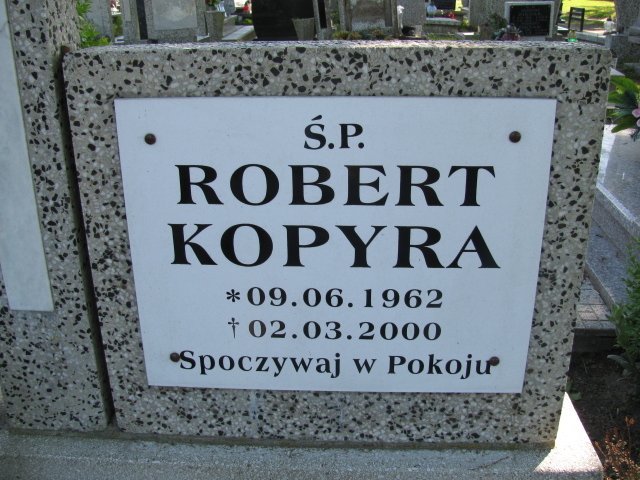 Ś.P.
ROBERT
KOPYRA
*09.06.1962
†02.03.2000
Spoczywaj w Pokoju